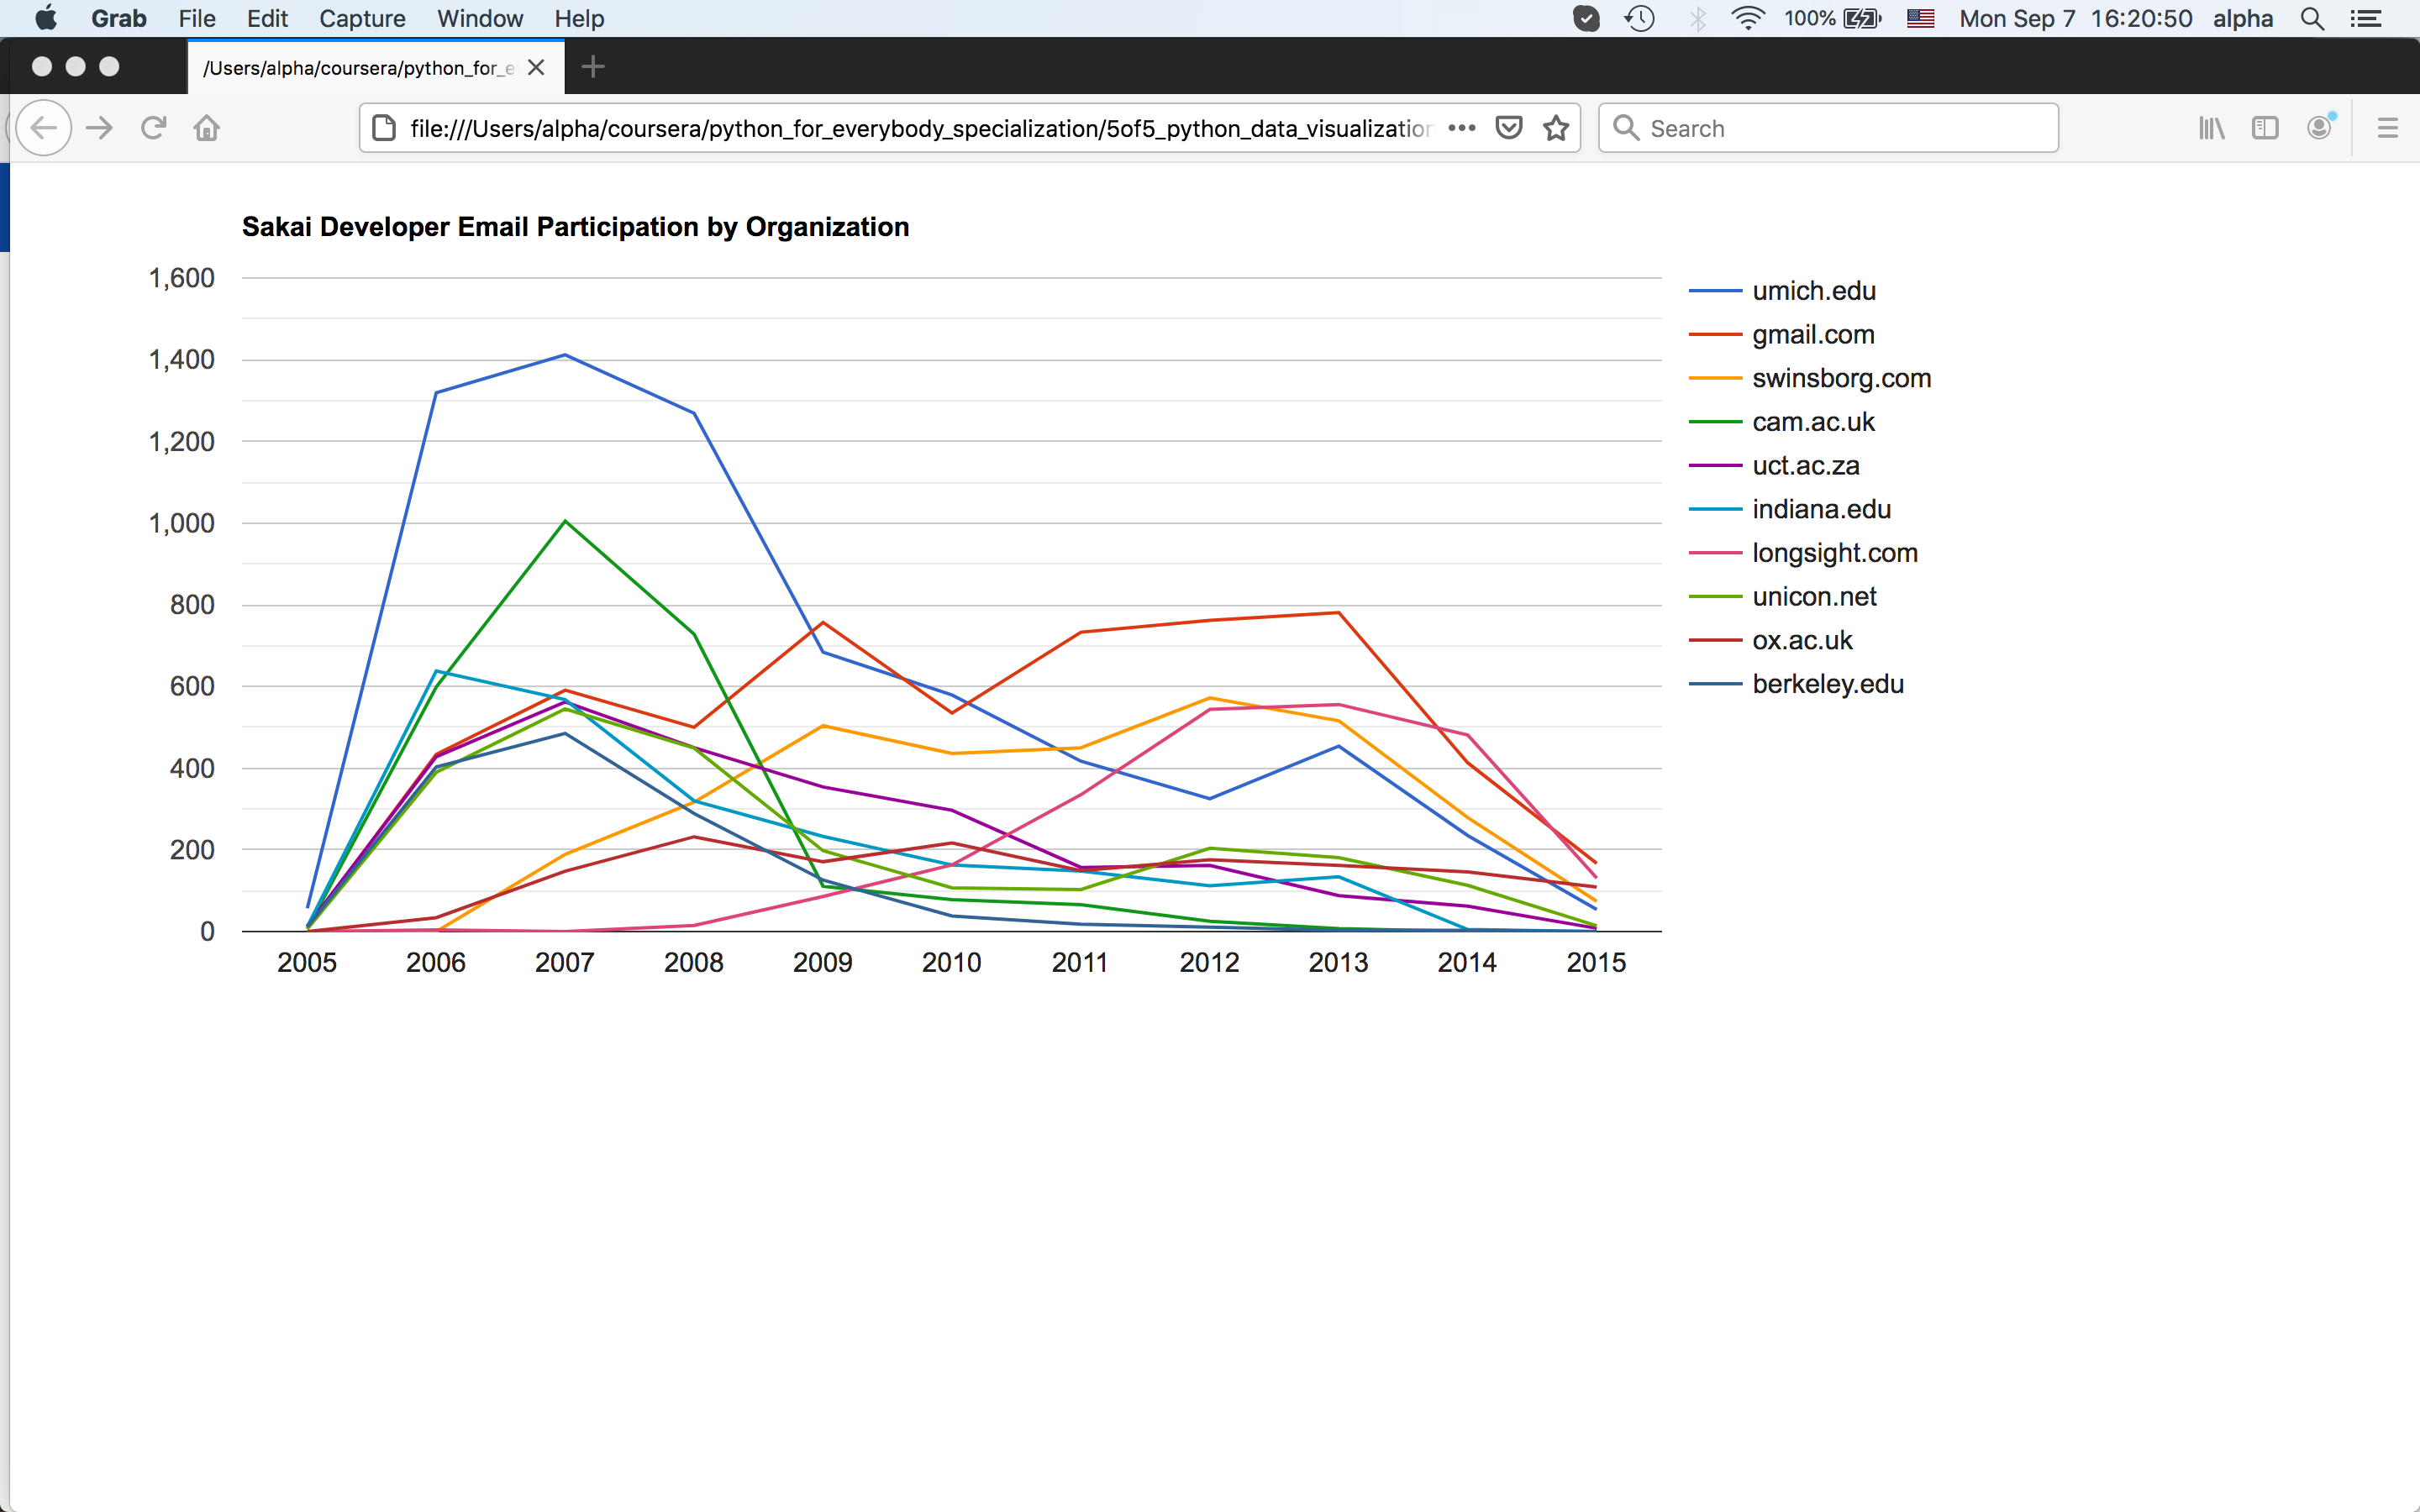 Grab File Edit Capture Window Help 100% Mon Sep 7 16:20:50 alpha
/Users/alpha/coursera/python_for_e
file:///Users/alpha/coursera/python_for_everybody_specialization/5of5_python_data_visualization Search
Sakai Developer Email Participation by Organization
1,600
1,400
1,200
1,000
800
600
400
200
0
2005 2006 2007 2008 2009 2010 2011 2012 2013 2014 2015
umich.edu
gmail.com
swinsborg.com
cam.ac.uk
uct.ac.za
indiana.edu
longsight.com
unicon.net
ox.ac.uk
berkeley.edu